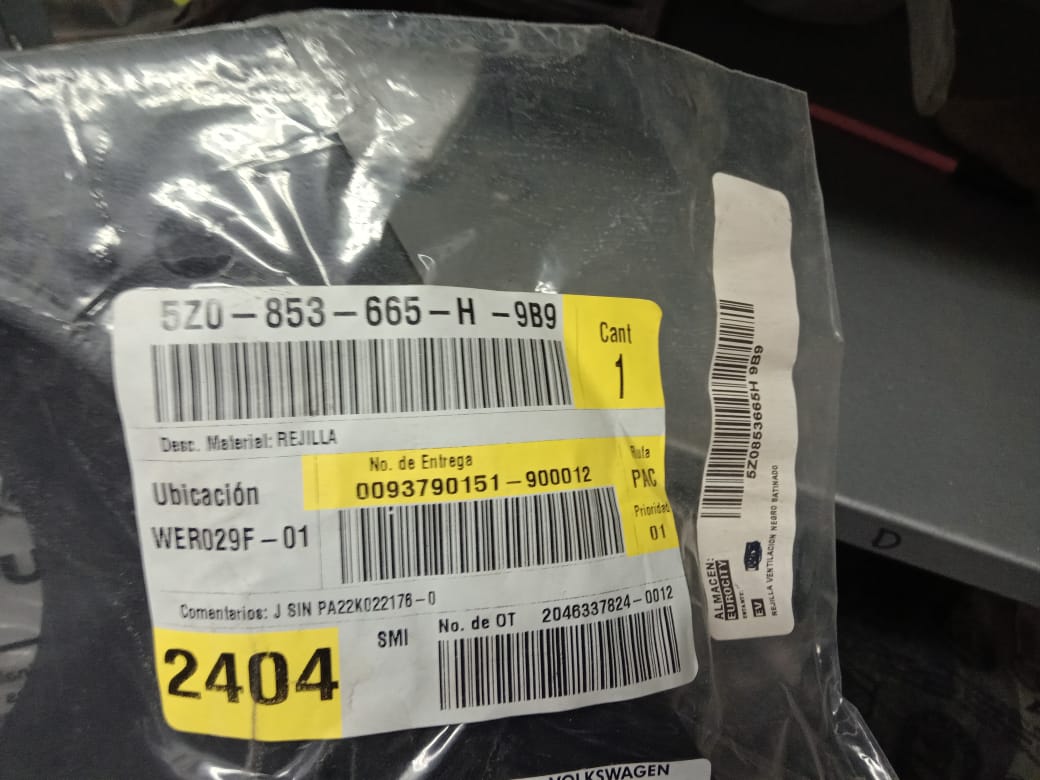 5Z0-853-665-H -9B9
Cant
1
Desc. Material: REJILLA
No. de Entrega
0093790151-900012
Ruta
PAC
Prioridad
01
Ubicación
WER029F-01
Comentarios: J SIN PA22K022176-0
2404
SMI
No. de OT 2046337824-0012
5Z0853665H 9B9
ALMACEN:
EUROCITY
EV
REJILLA VENTILACION NEGRO SATINADO
VOLKSWAGEN
D